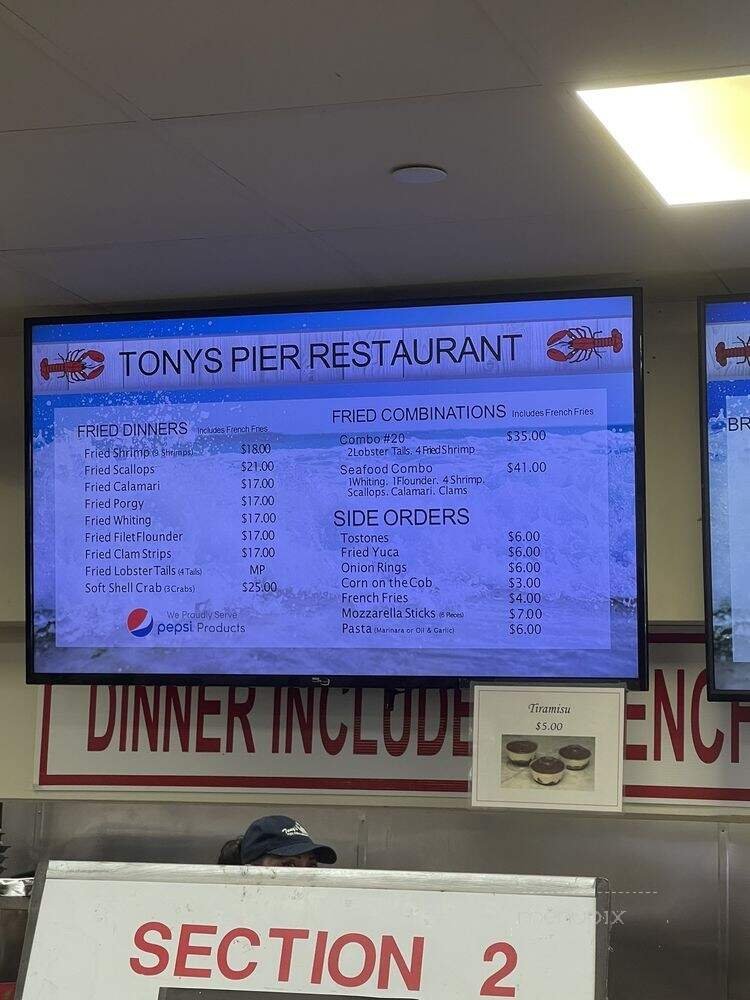 TONYS PIER RESTAURANT
FRIED DINNERS Includes French Fries
Fried Shrimp (9 Shrimps) $18.00
Fried Scallops $21.00
Fried Calamari $17.00
Fried Porgy $17.00
Fried Whiting $17.00
Fried Filet Flounder $17.00
Fried Clam Strips $17.00
Fried Lobster Tails (4 Tails) MP
Soft Shell Crab (3 Crabs) $25.00
We Proudly Serve
pepsi Products
FRIED COMBINATIONS Includes French Fries
Combo #20 $35.00
2 Lobster Tails. 4 Fried Shrimp
Seafood Combo $41.00
1Whiting. 1Flounder. 4 Shrimp.
Scallops. Calamari. Clams
SIDE ORDERS
Tostones $6.00
Fried Yuca $6.00
Onion Rings $6.00
Corn on the Cob $3.00
French Fries $4.00
Mozzarella Sticks (6 Pieces) $7.00
Pasta (Marinara or Oil & Garlic) $6.00
BR
DINNER INCLUDE ENCH
Tiramisu
$5.00
SECTION 2